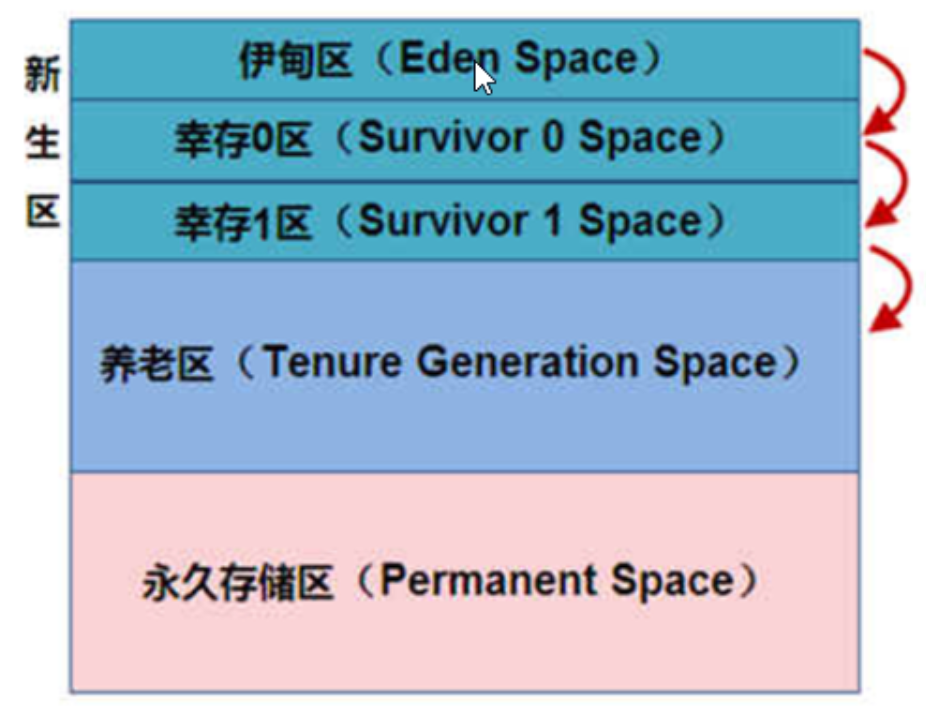 新生区
伊甸区（Eden Space）
幸存0区（Survivor 0 Space）
幸存1区（Survivor 1 Space）
养老区（Tenure Generation Space）
永久存储区（Permanent Space）